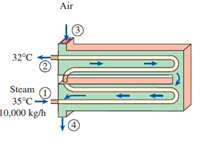 Air
③
32°C
②
Steam
①
35°C
10,000 kg/h
④